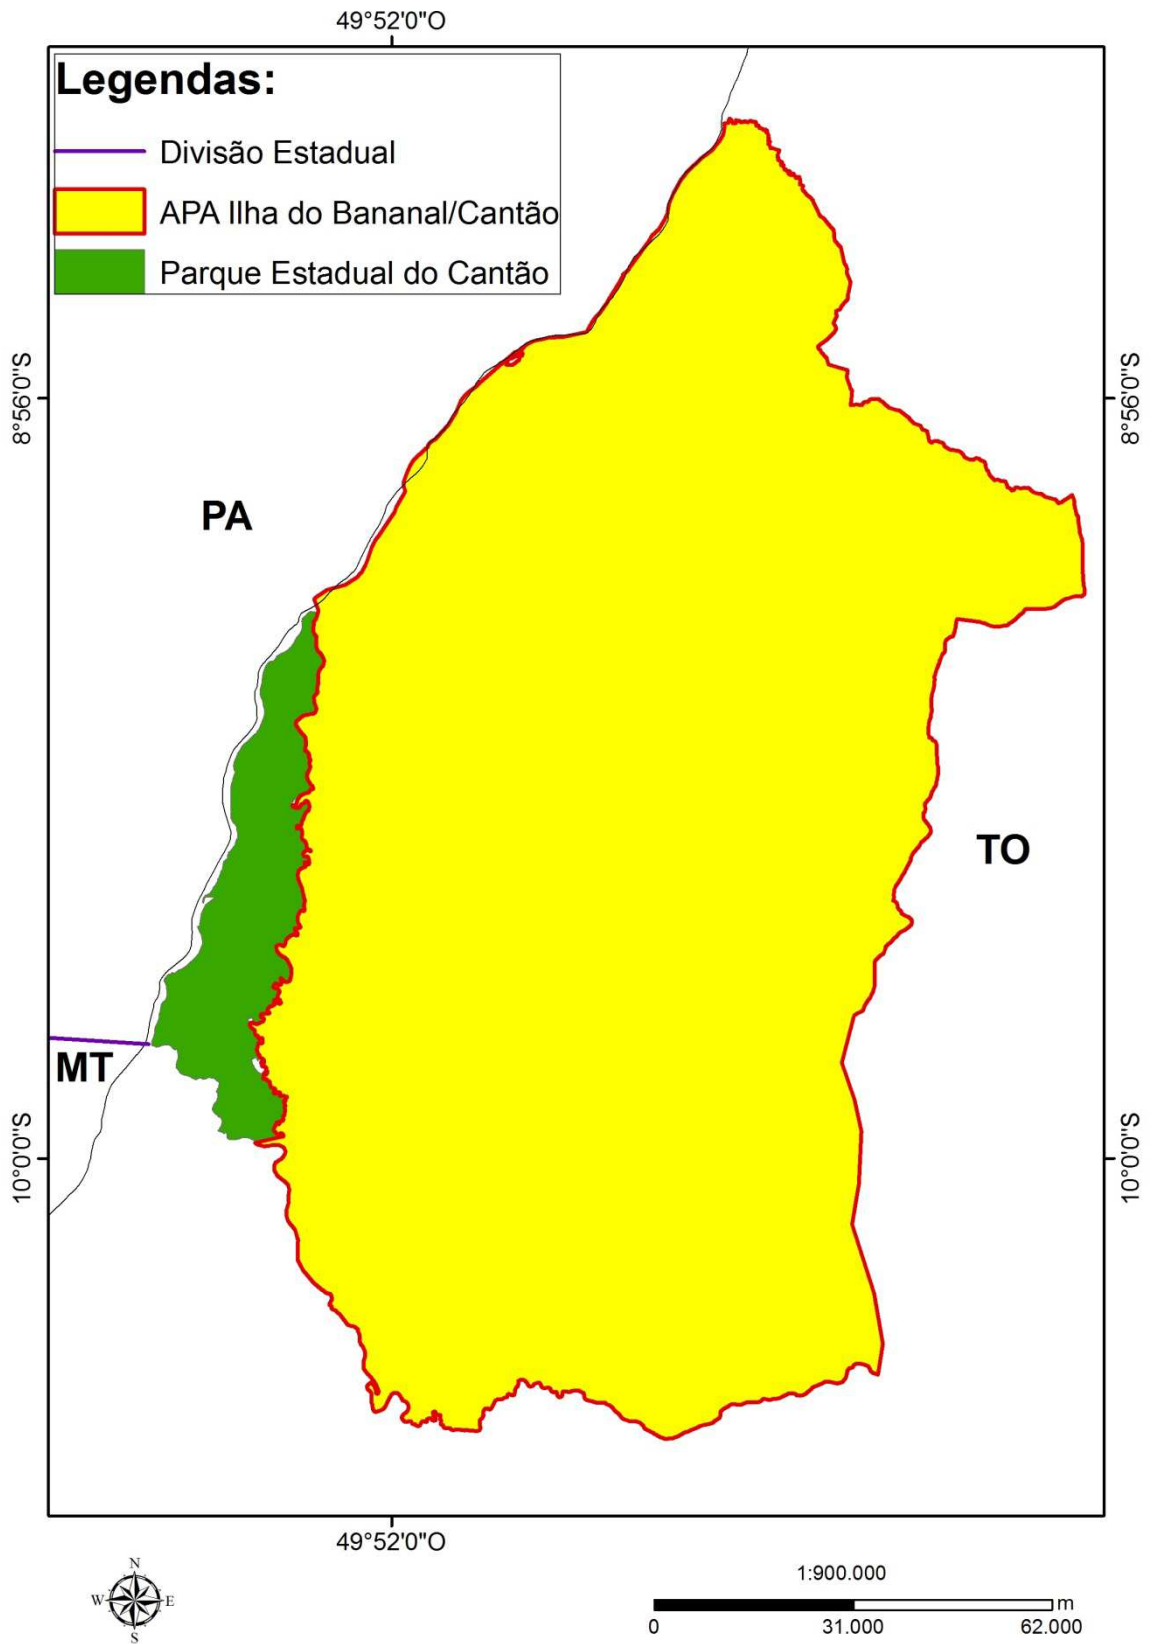 49°52'0"O
Legendas:
Divisão Estadual
APA Ilha do Bananal/Cantão
Parque Estadual do Cantão
8°56'0"S
8°56'0"S
PA
TO
MT
10°0'0"S
10°0'0"S
49°52'0"O
N
W
E
S
1:900.000
m
0
31.000
62.000